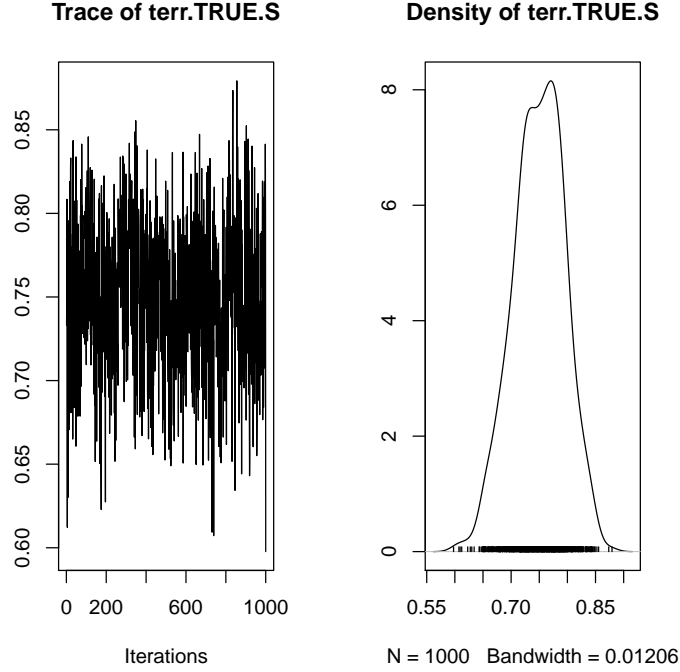 Trace of terr.TRUE.S
0.85
0.80
0.75
0.70
0.65
0.60
0 200 600 1000
Iterations
Density of terr.TRUE.S
8
6
4
2
0
0.55 0.70 0.85
N = 1000 Bandwidth = 0.01206